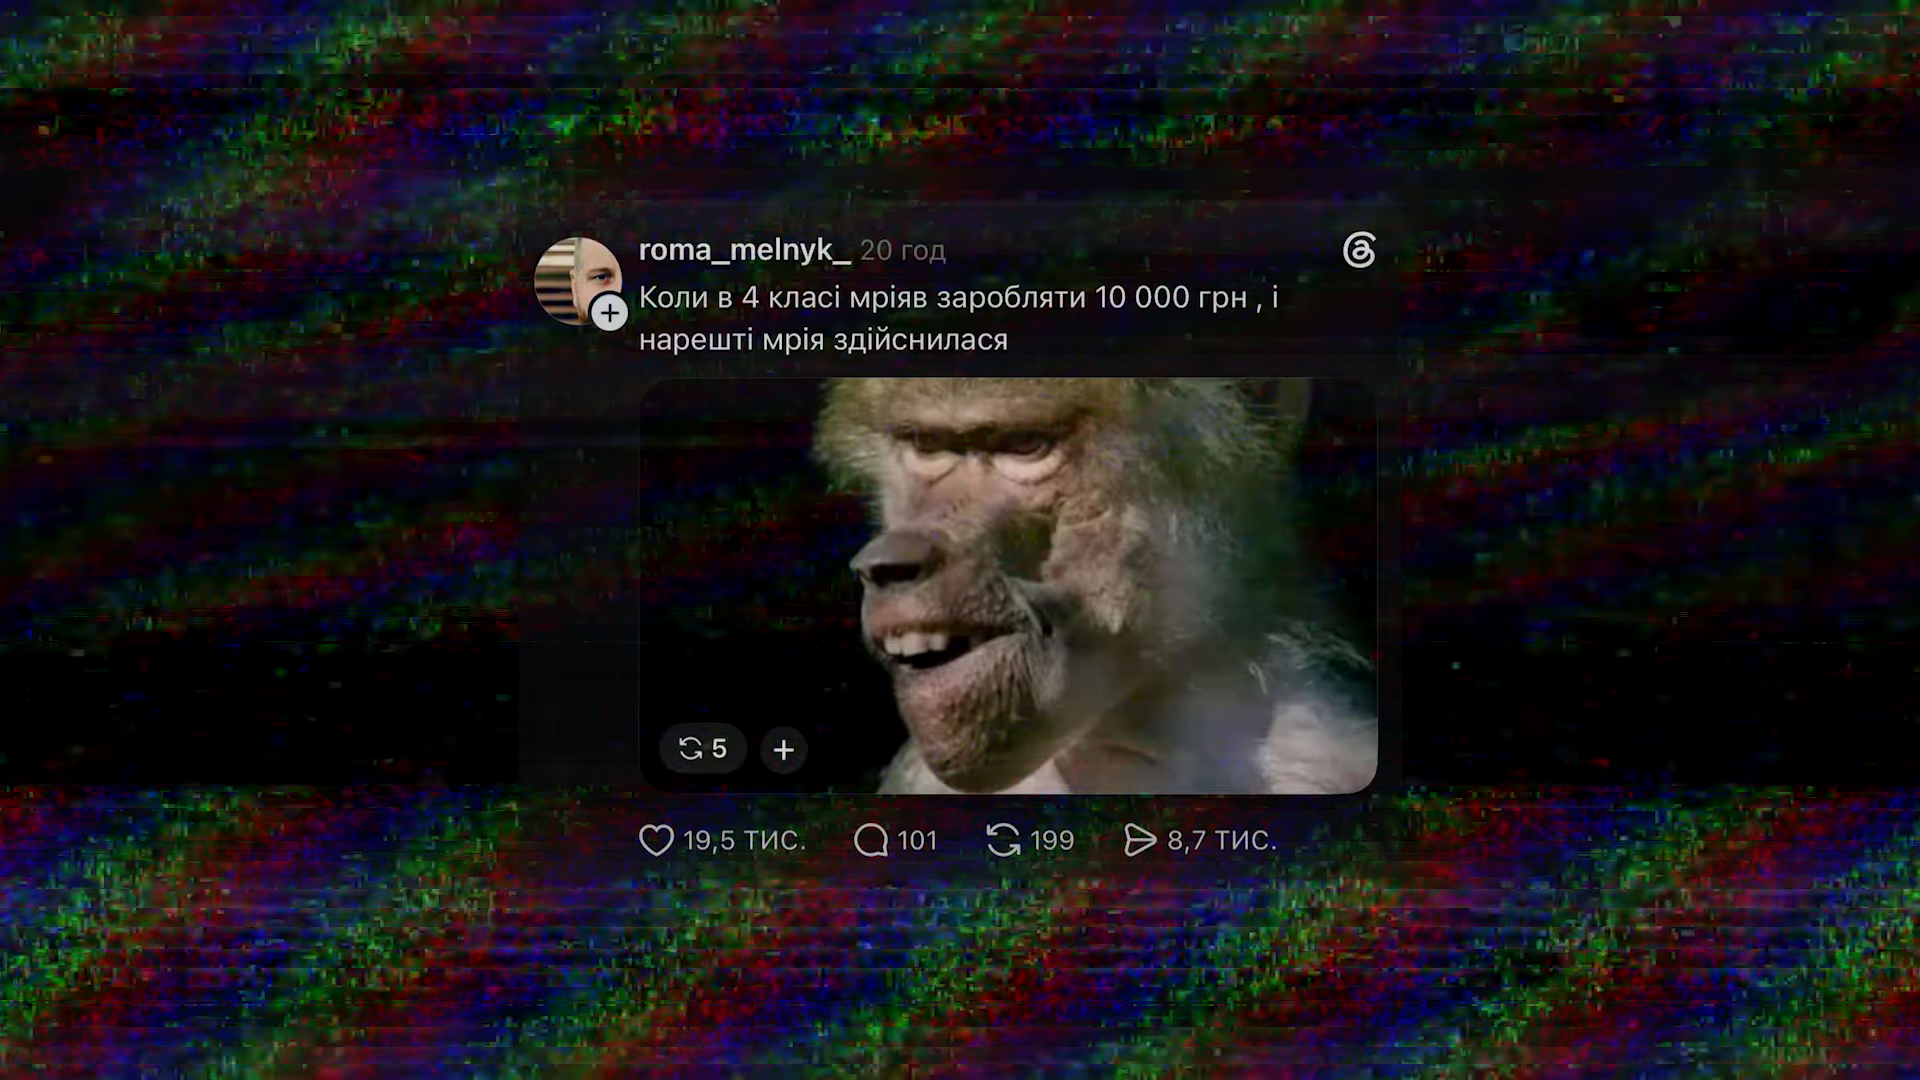 roma_melnyk_ 20 год
Коли в 4 класі мріяв заробляти 10 000 грн , і
нарешті мрія здійснилася
5
19,5 ТИС. 101 199 8,7 ТИС.